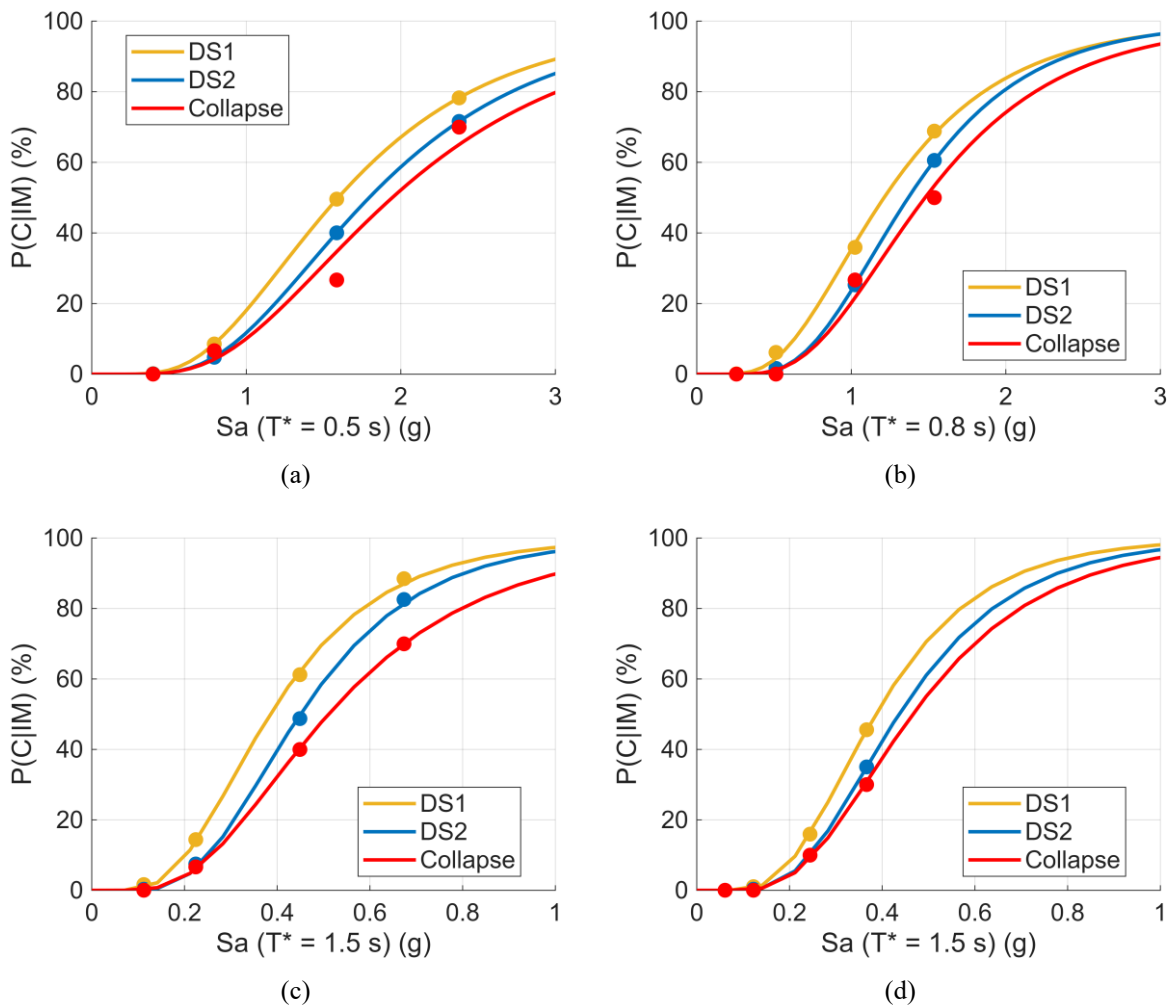 100
80
60
40
20
0
P(C|IM) (%)
DS1
DS2
Collapse
0 1 2 3
Sa (T* = 0.5 s) (g)
(a)
100
80
60
40
20
0
P(C|IM) (%)
DS1
DS2
Collapse
0 1 2 3
Sa (T* = 0.8 s) (g)
(b)
100
80
60
40
20
0
P(C|IM) (%)
DS1
DS2
Collapse
0 0.2 0.4 0.6 0.8 1
Sa (T* = 1.5 s) (g)
(c)
100
80
60
40
20
0
P(C|IM) (%)
DS1
DS2
Collapse
0 0.2 0.4 0.6 0.8 1
Sa (T* = 1.5 s) (g)
(d)